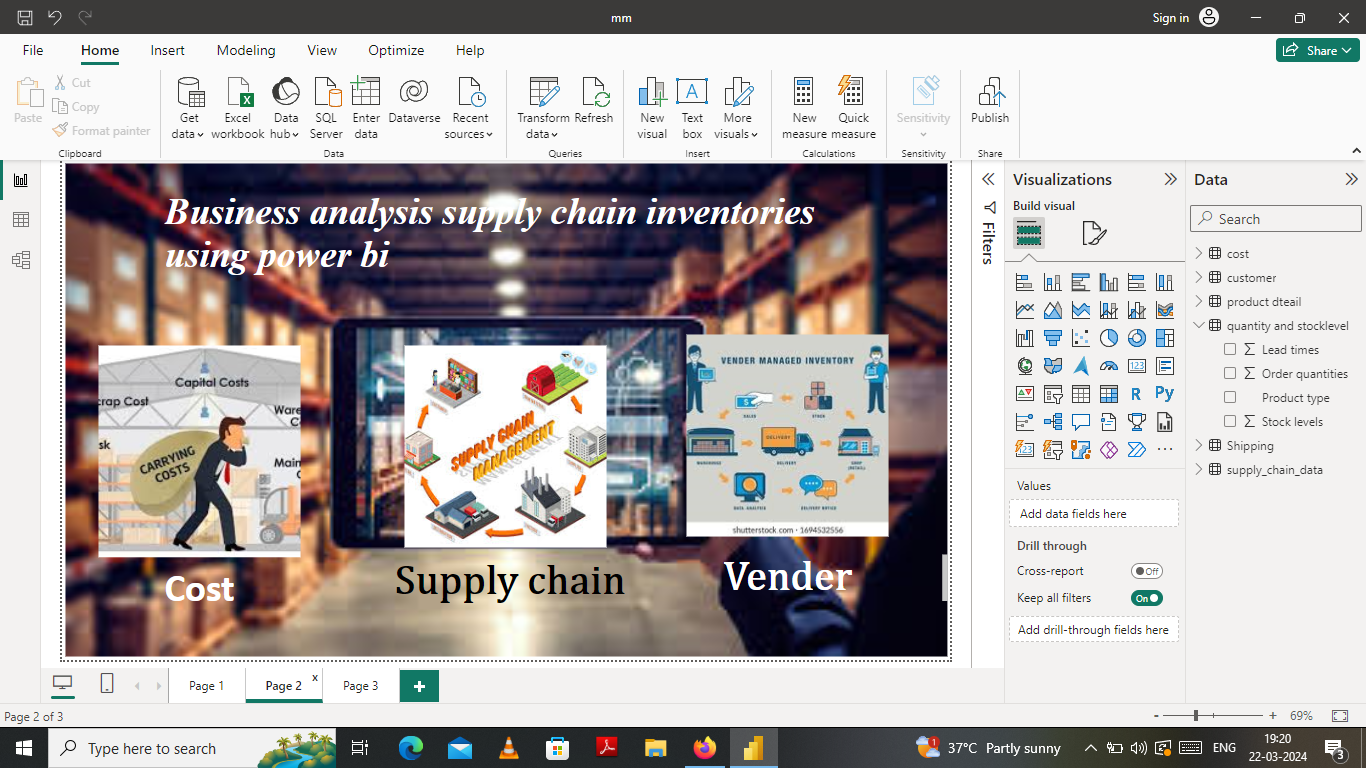 mm
Sign in
File Home Insert Modeling View Optimize Help
Share
Paste
Cut
Copy
Format painter
Clipboard
Get data
Excel workbook
Data hub
SQL Server
Enter data
Dataverse
Recent sources
Data
Transform data
Refresh
Queries
New visual
Text box
More visuals
Insert
New measure
Quick measure
Calculations
Sensitivity
Sensitivity
Publish
Share
Business analysis supply chain inventories
using power bi
Capital Costs
crap Cost
Ware
C
sk
CARRYING
COSTS
Main
C
Cost
SUPPLY CHAIN
MANAGEMENT
Supply chain
VENDER MANAGED INVENTORY
SALES
STOCK
DELIVERY
WAREHOUSE
DELIVERY
DATA ANALYSIS
DELIVERY NOTICE
shutterstock.com · 1694532556
Vender
Filters
Visualizations
Build visual
R
Py
123
123
Values
Add data fields here
Drill through
Cross-report
Off
Keep all filters
On
Add drill-through fields here
Data
Search
cost
customer
product dteail
quantity and stocklevel
Σ Lead times
Σ Order quantities
Product type
Σ Stock levels
Shipping
supply_chain_data
Page 1
Page 2
x
Page 3
+
Page 2 of 3
- + 69%
Type here to search
1
37°C Partly sunny
ENG
19:20
22-03-2024
3